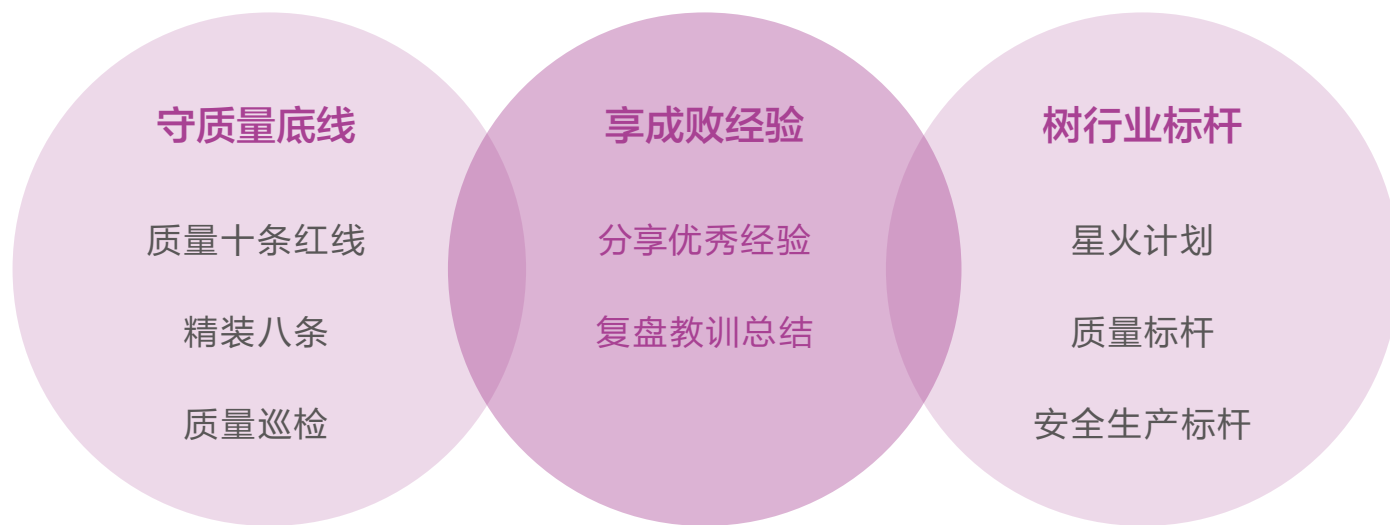 守质量底线
质量十条红线
精装八条
质量巡检
享成败经验
分享优秀经验
复盘教训总结
树行业标杆
星火计划
质量标杆
安全生产标杆